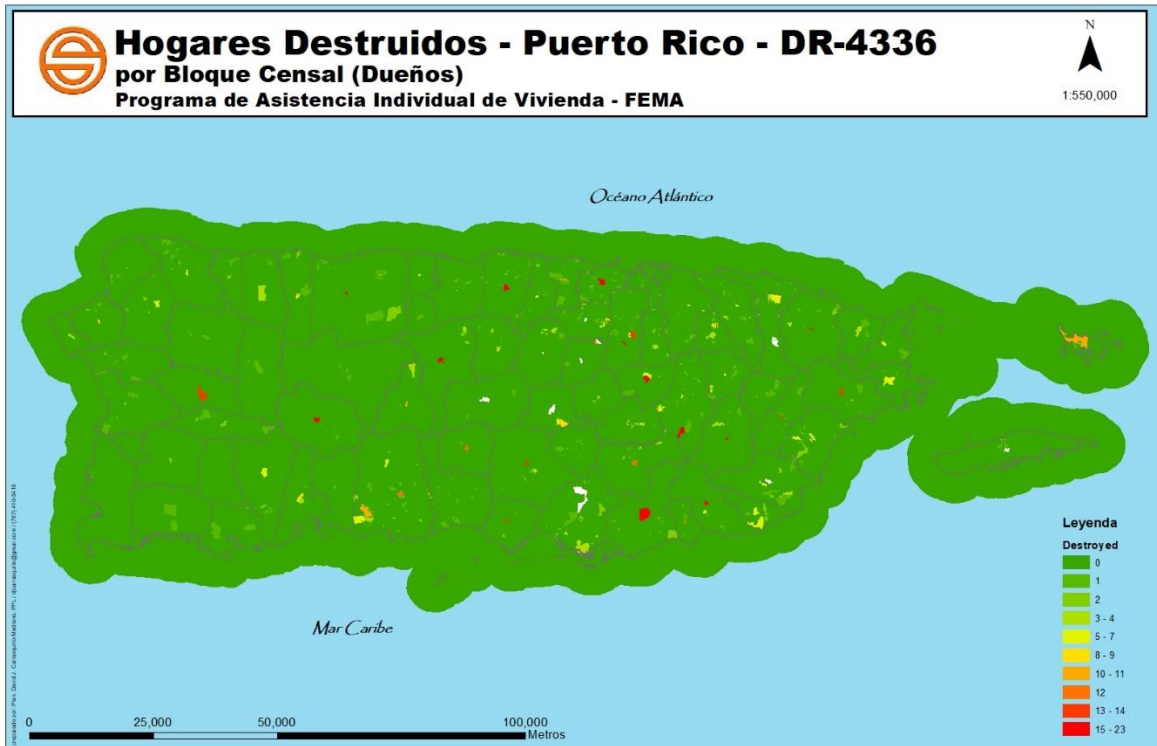 Hogares Destruidos - Puerto Rico - DR-4336
por Bloque Censal (Dueños)
Programa de Asistencia Individual de Vivienda - FEMA
N
1:550,000
Océano Atlántico
Mar Caribe
Leyenda
Destroyed
0
1
2
3 - 4
5 - 7
8 - 9
10 - 11
12
13 - 14
15 - 23
0 25,000 50,000 100,000
Metros